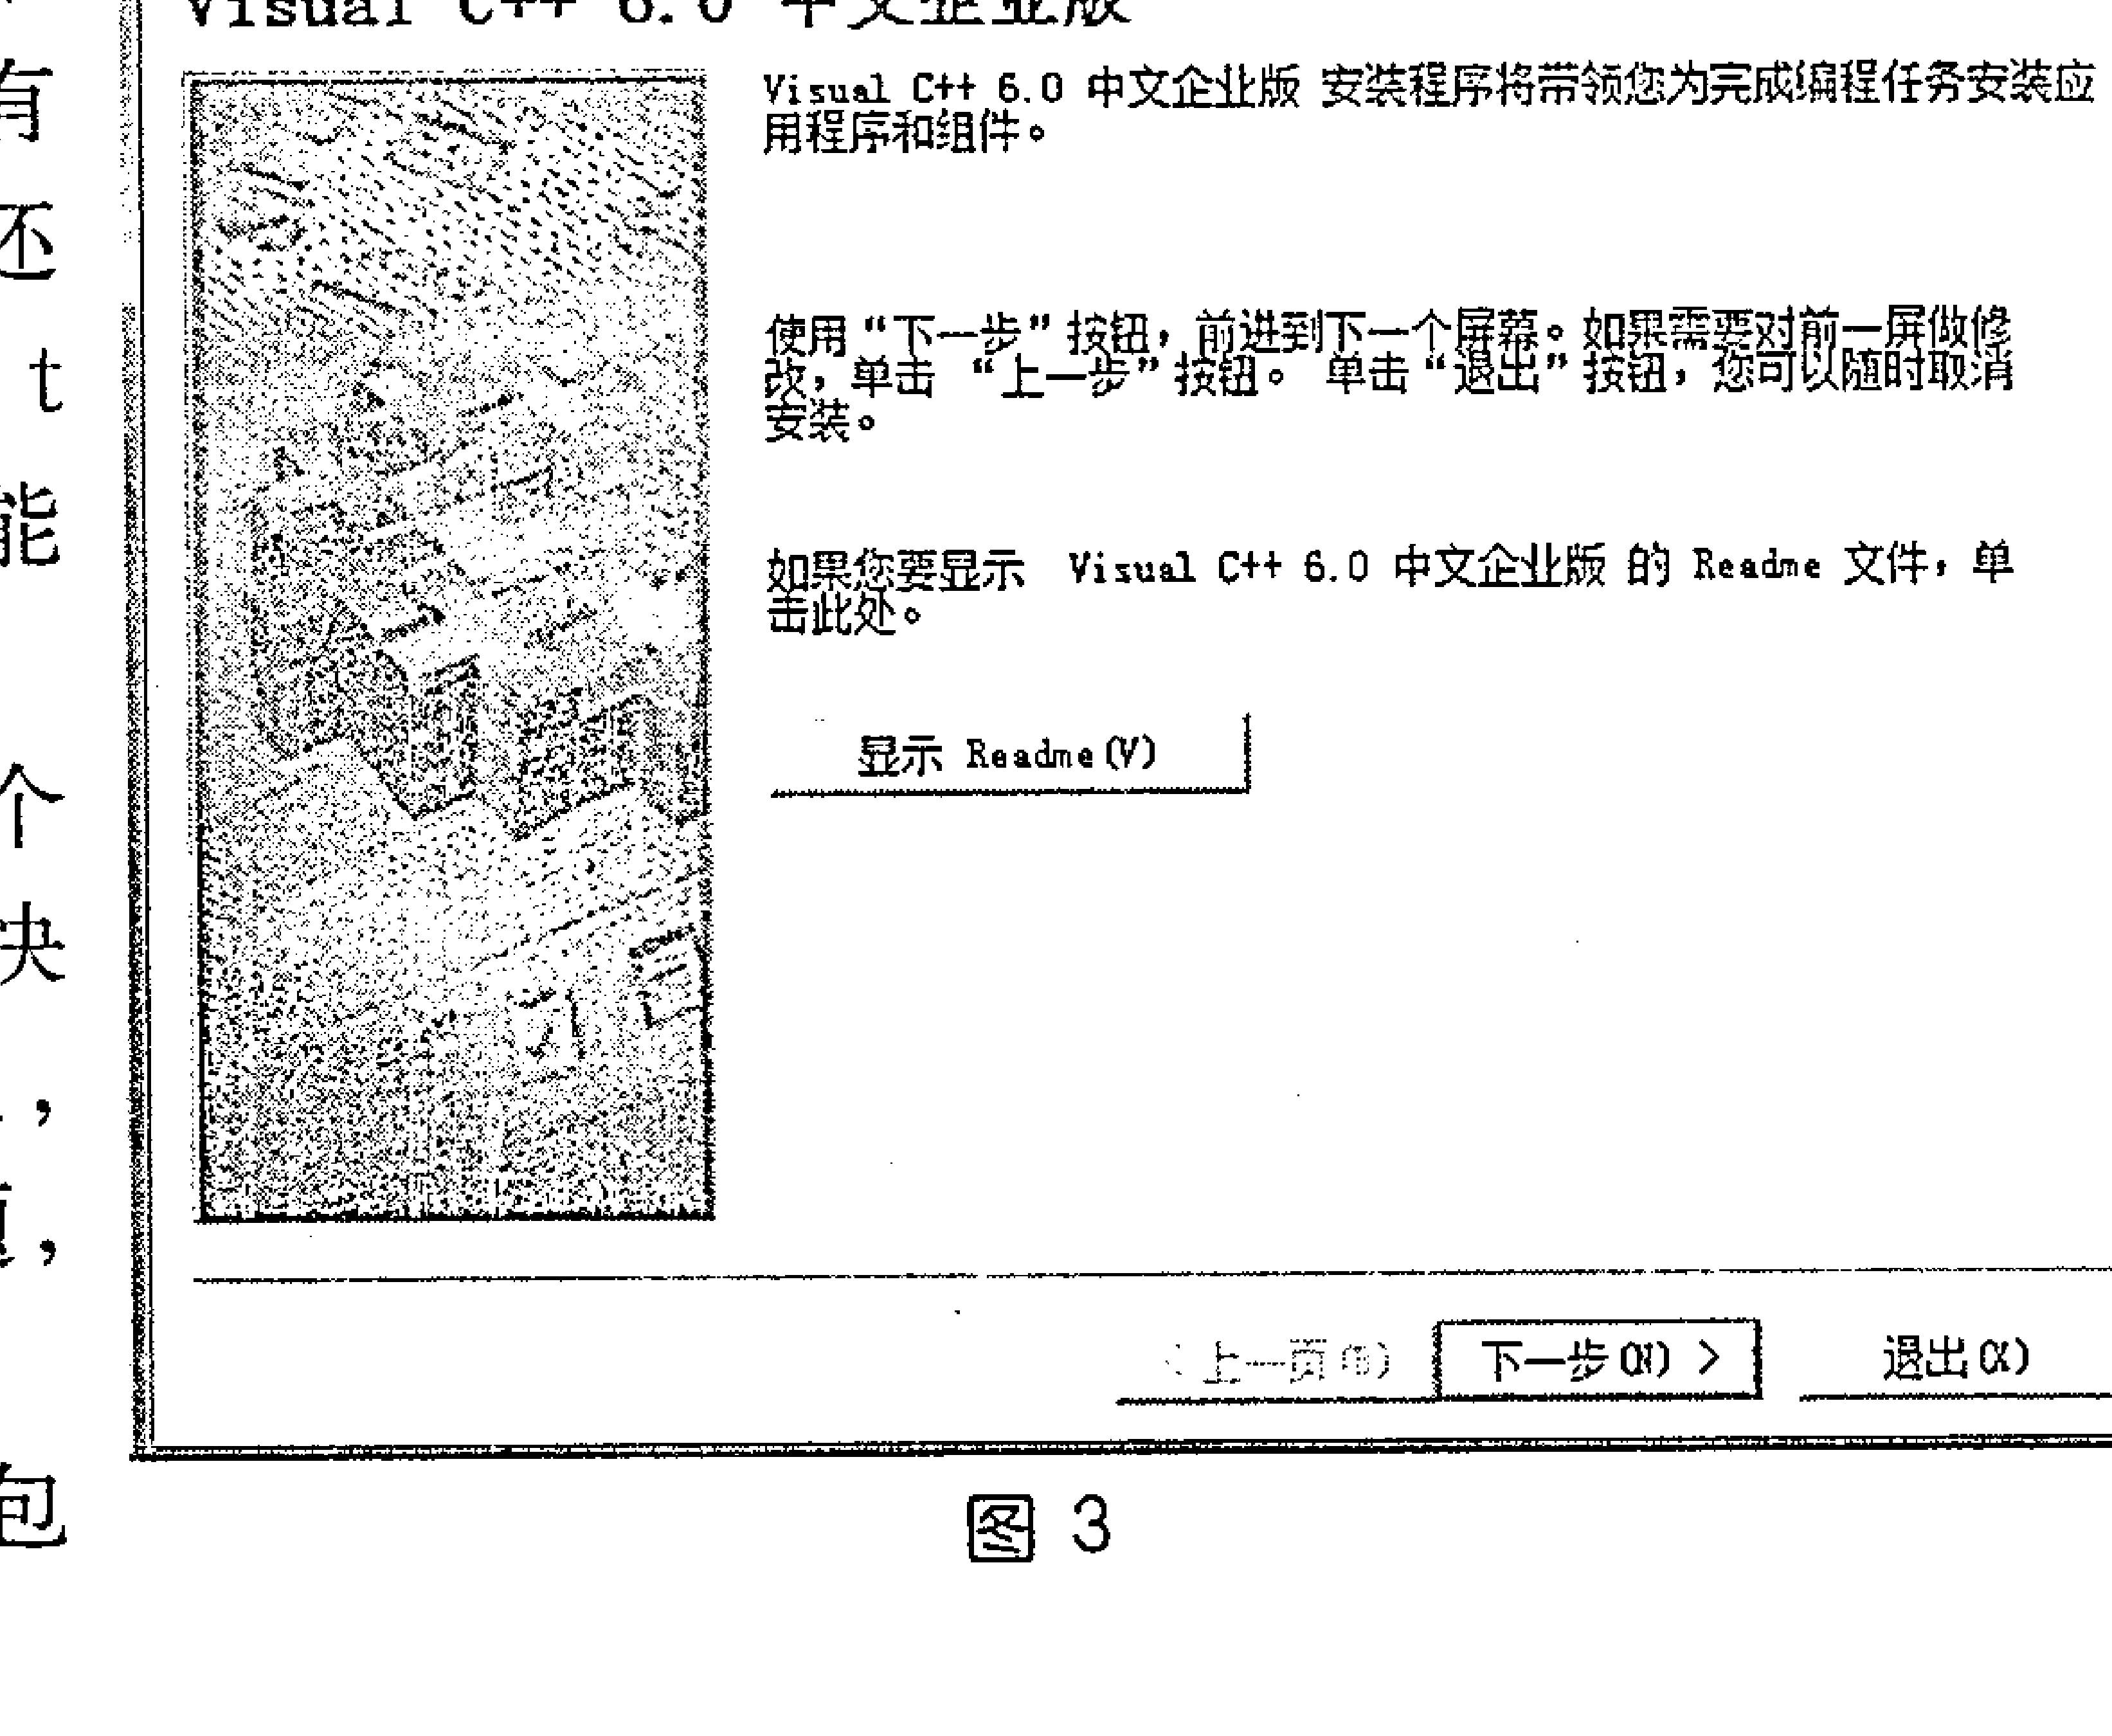 有
还
t
能
个
决
，
包
Visual C++ 6.0 中文企业版
Visual C++ 6.0 中文企业版 安装程序将带领您为完成编程任务安装应
用程序和组件。
使用“下一步”按钮，前进到下一个屏幕。如果需要对前一屏做修
改，单击 “上一步”按钮。 单击“退出”按钮，您可以随时取消
安装。
如果您要显示 Visual C++ 6.0 中文企业版 的 Readme 文件，单
击此处。
显示 Readme(V)
< 上一页(B)
下一步(N) >
退出(X)
图 3